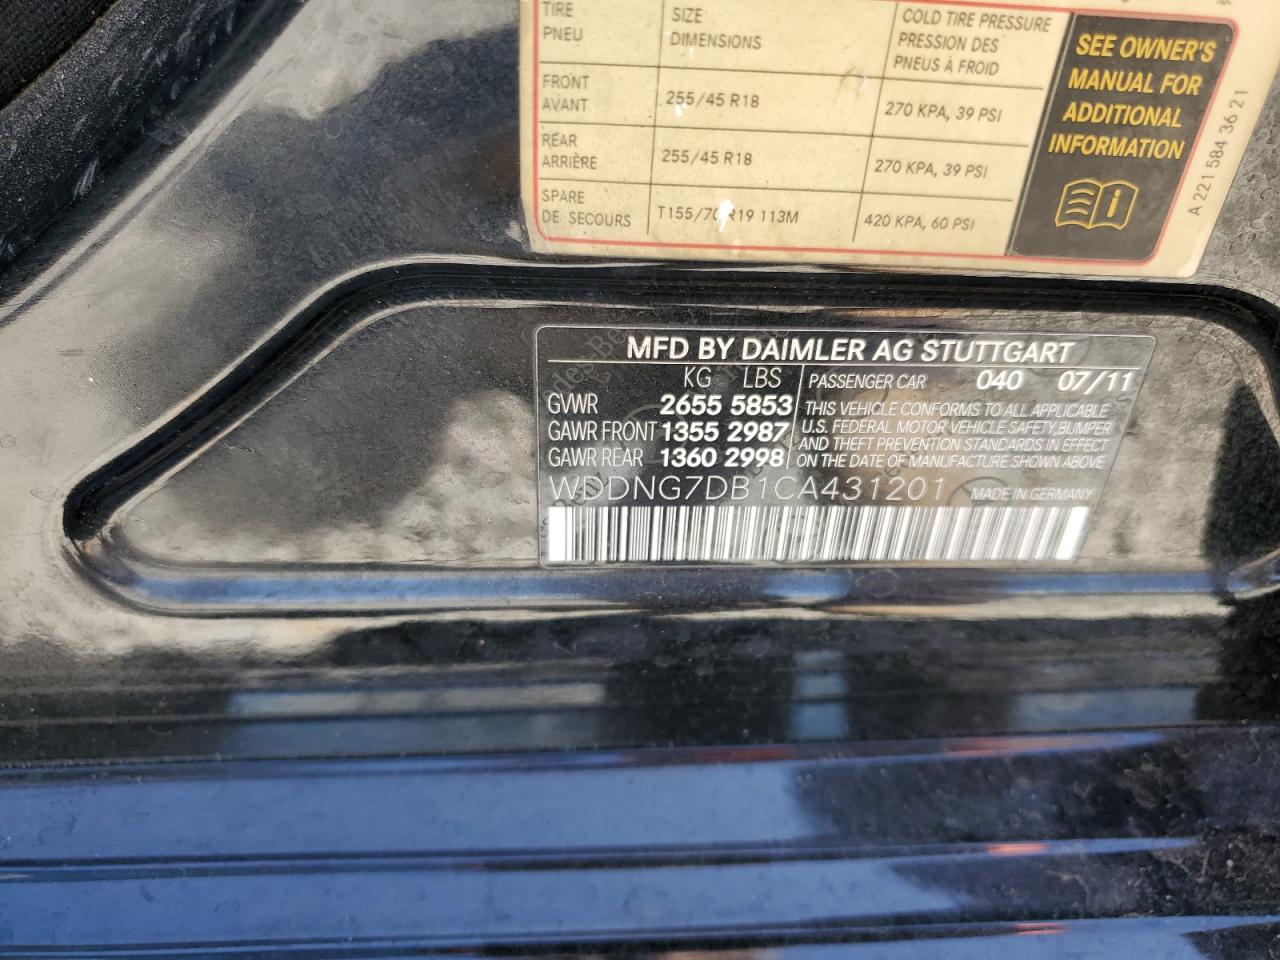 TIRE SIZE COLD TIRE PRESSURE
PNEU DIMENSIONS PRESSION DES
PNEUS À FROID
FRONT
AVANT 255/45 R18 270 KPA, 39 PSI
REAR
ARRIÈRE 255/45 R18 270 KPA, 39 PSI
SPARE
DE SECOURS T155/70 R19 113M 420 KPA, 60 PSI
SEE OWNER'S
MANUAL FOR
ADDITIONAL
INFORMATION
A 221 584 36 21
MFD BY DAIMLER AG STUTTGART
KG LBS PASSENGER CAR 040 07/11
GVWR 2655 5853 THIS VEHICLE CONFORMS TO ALL APPLICABLE
GAWR FRONT 1355 2987 U.S. FEDERAL MOTOR VEHICLE SAFETY,BUMPER
AND THEFT PREVENTION STANDARDS IN EFFECT
GAWR REAR 1360 2998 ON THE DATE OF MANUFACTURE SHOWN ABOVE
WDDNG7DB1CA431201 MADE IN GERMANY